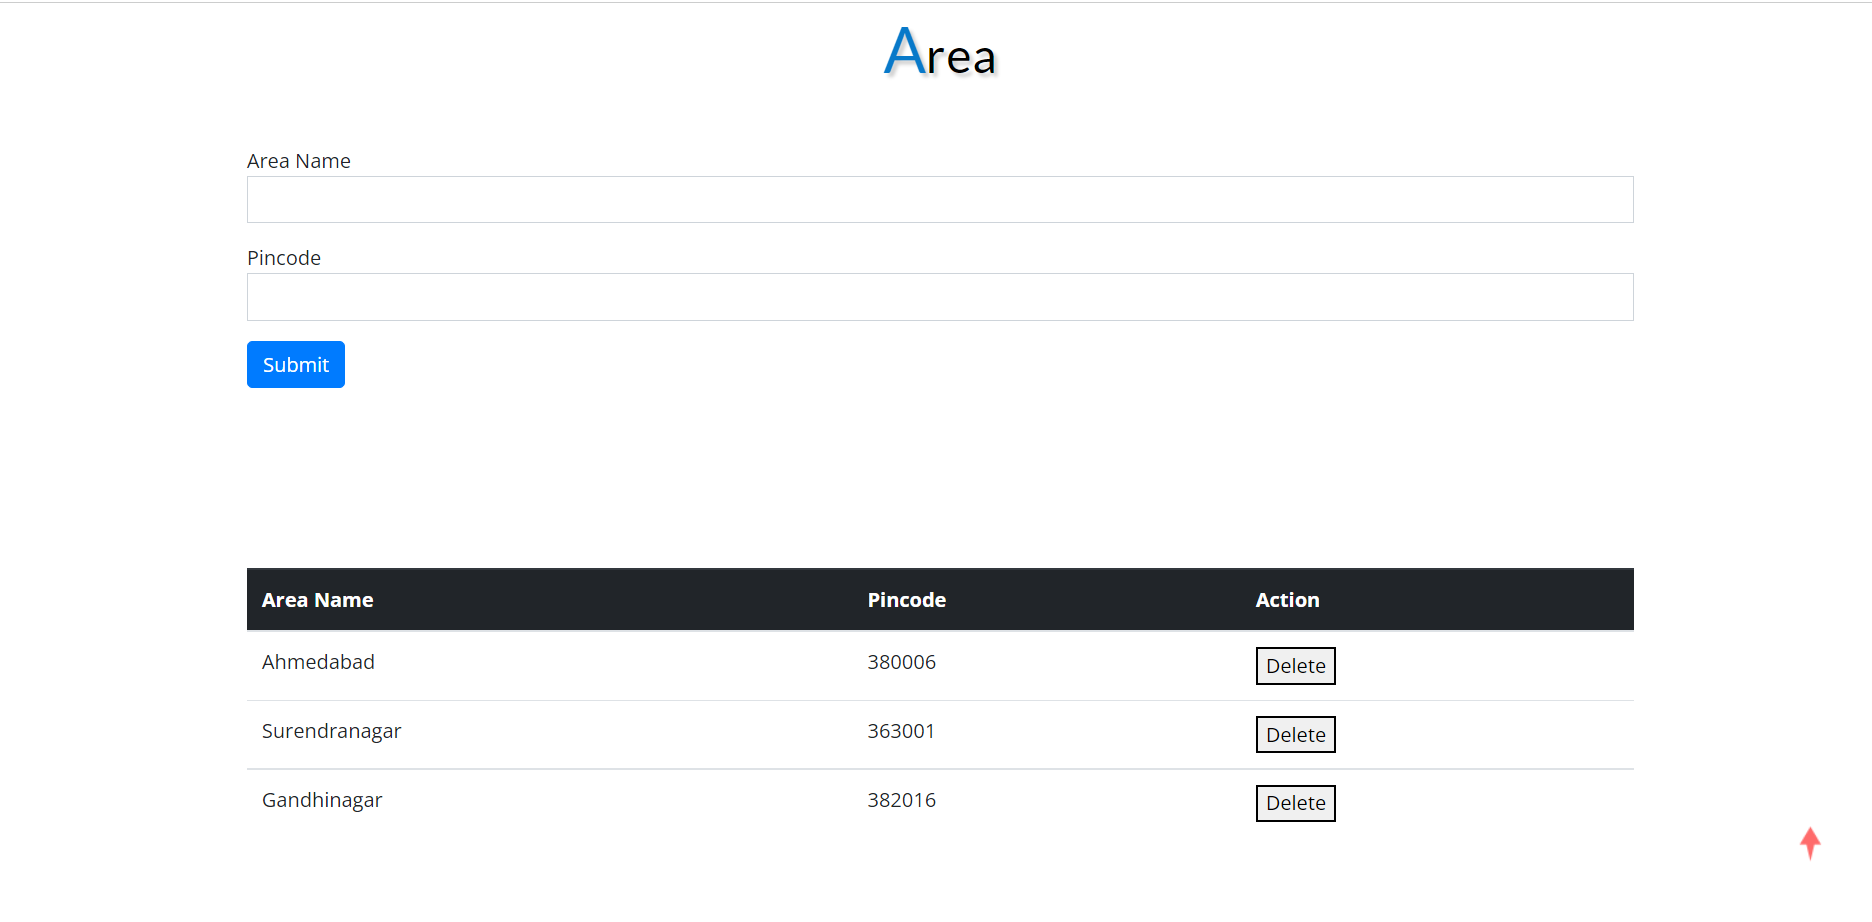 Area
Area Name
Pincode
Submit
Area Name Pincode Action
Ahmedabad 380006 Delete
Surendranagar 363001 Delete
Gandhinagar 382016 Delete